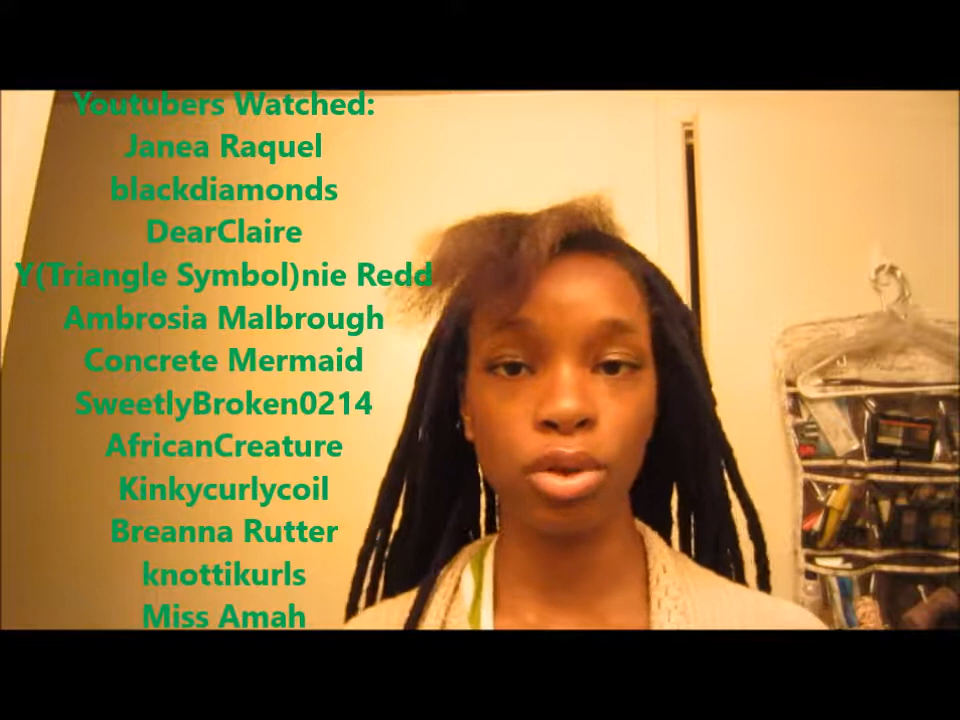 Youtubers Watched:
Janea Raquel
blackdiamonds
DearClaire
Y(Triangle Symbol)nie Redd
Ambrosia Malbrough
Concrete Mermaid
SweetlyBroken0214
AfricanCreature
Kinkycurlycoil
Breanna Rutter
knottikurls
Miss Amah